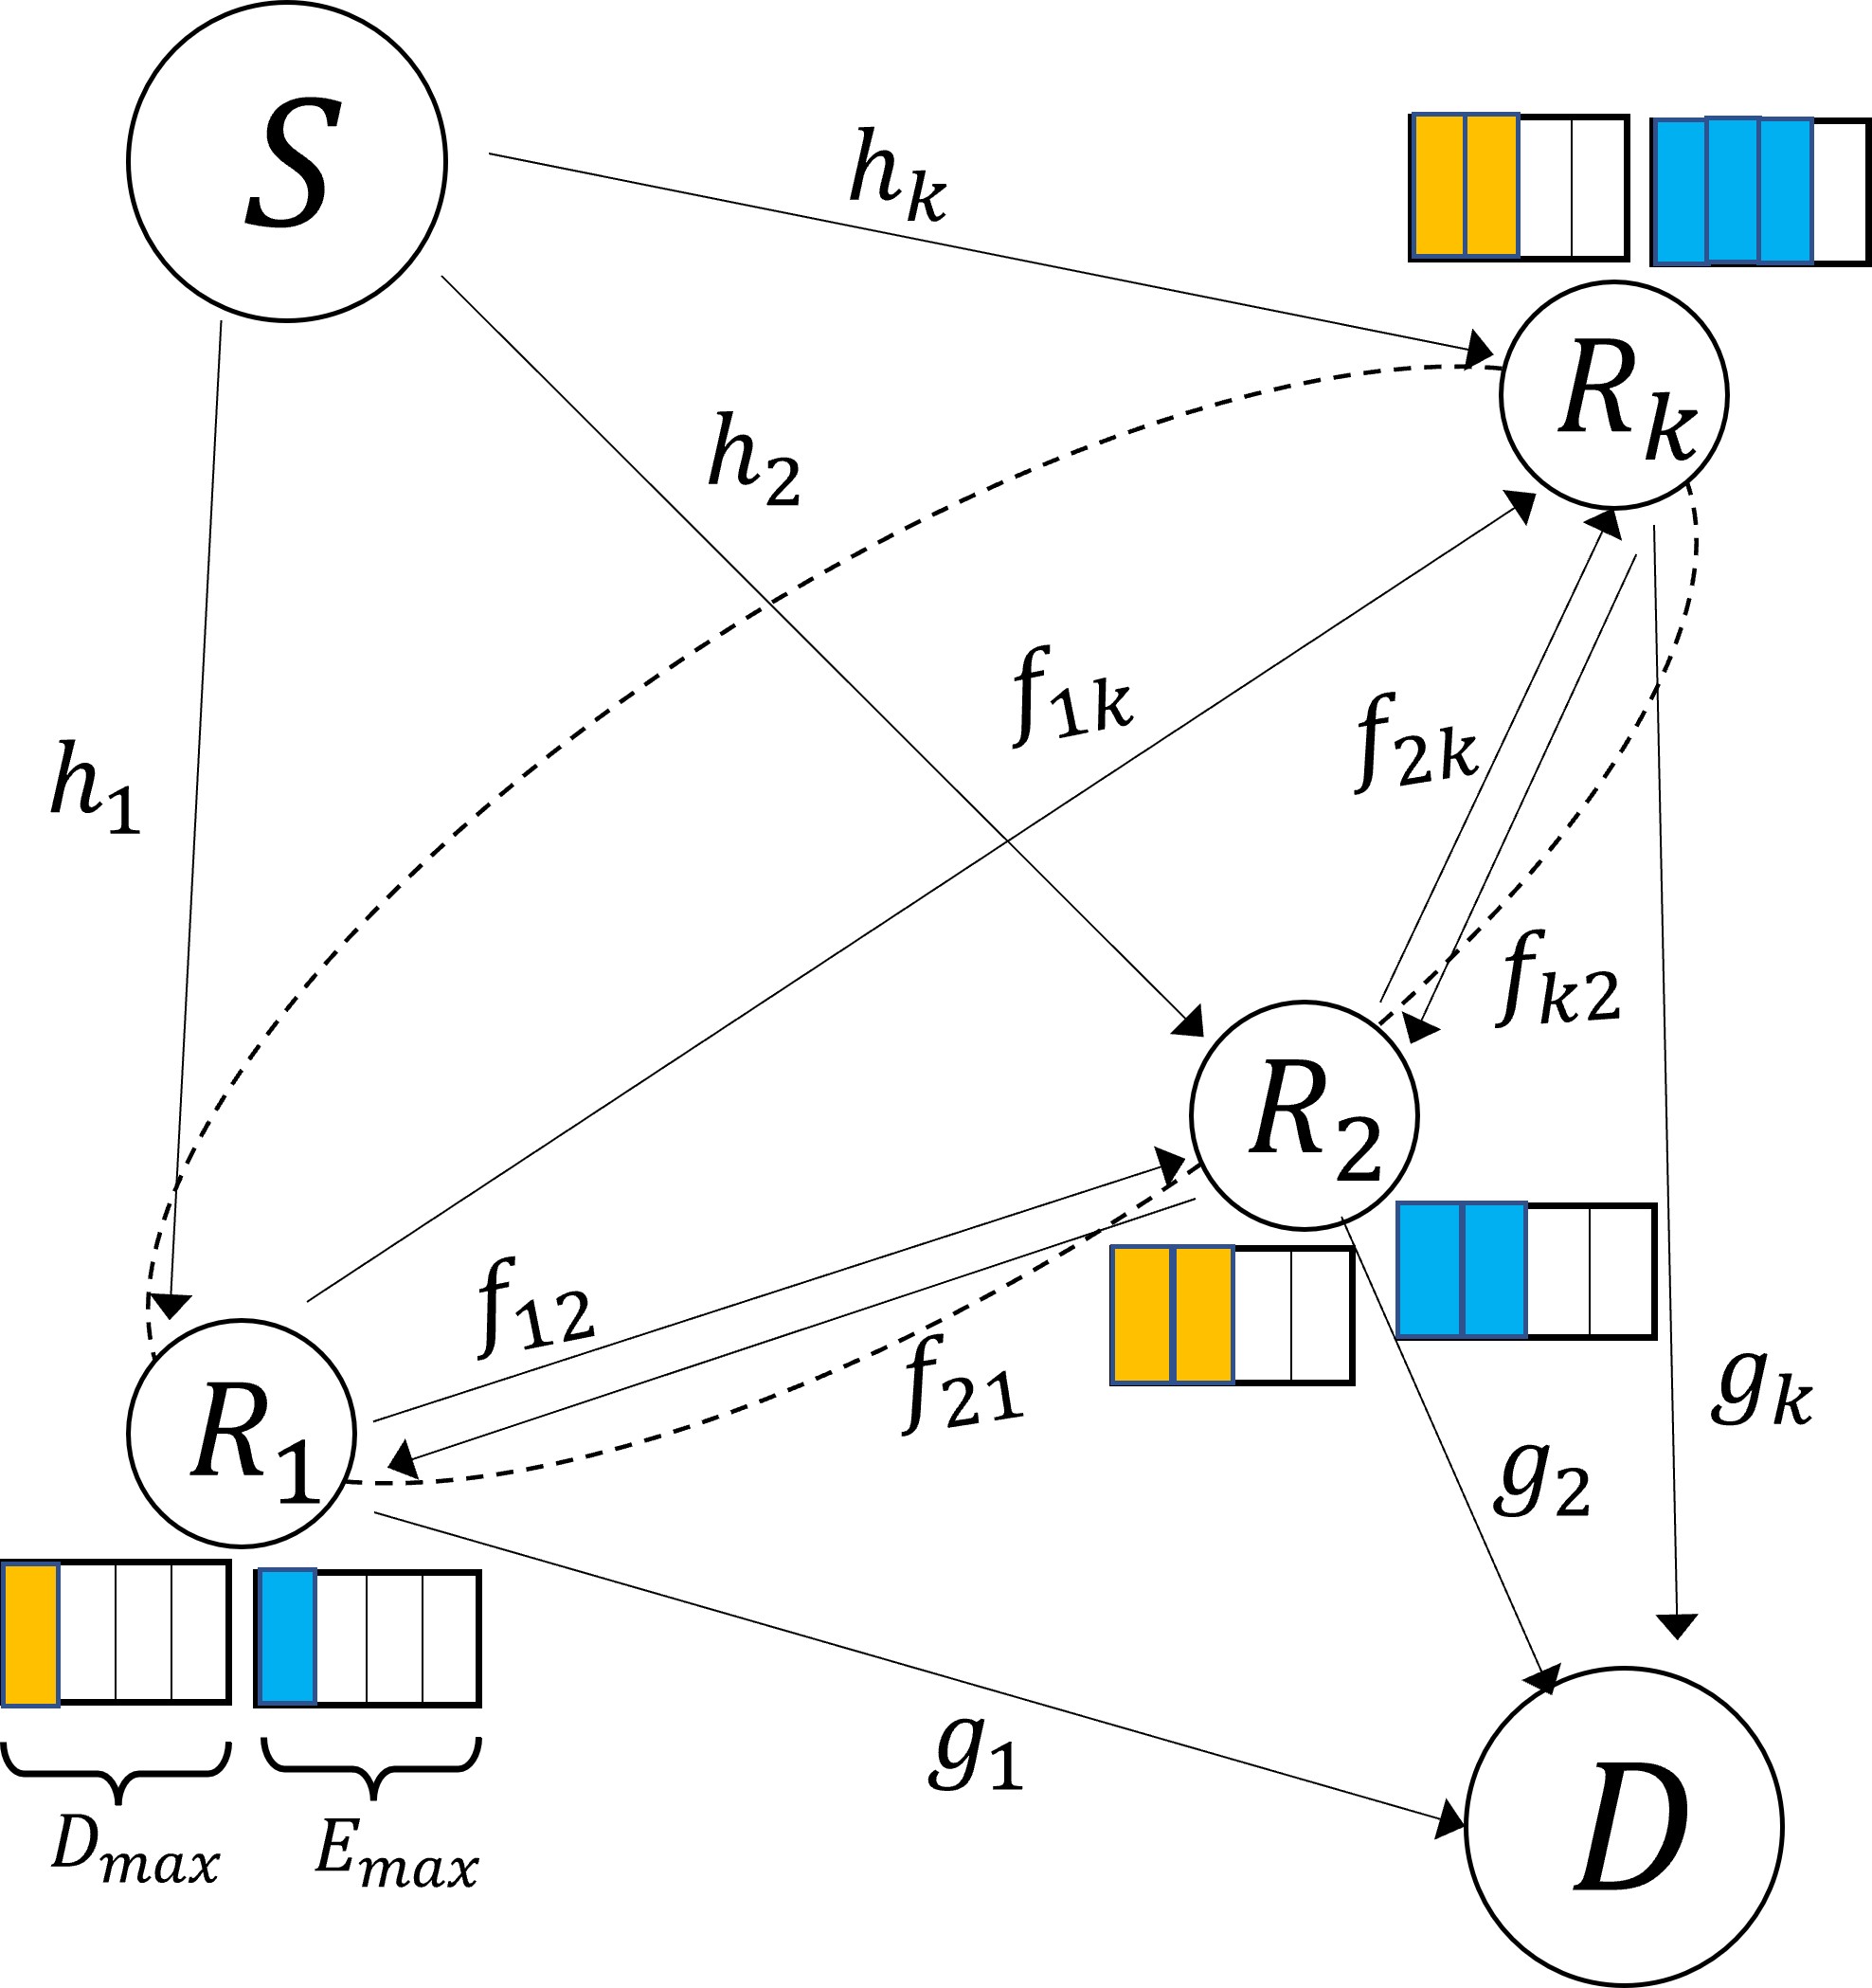 S
h_k
R_k
h_2
f_{1k}
f_{2k}
h_1
f_{k2}
R_2
f_{12}
f_{21}
R_1
g_k
g_2
g_1
D_{max}
E_{max}
D